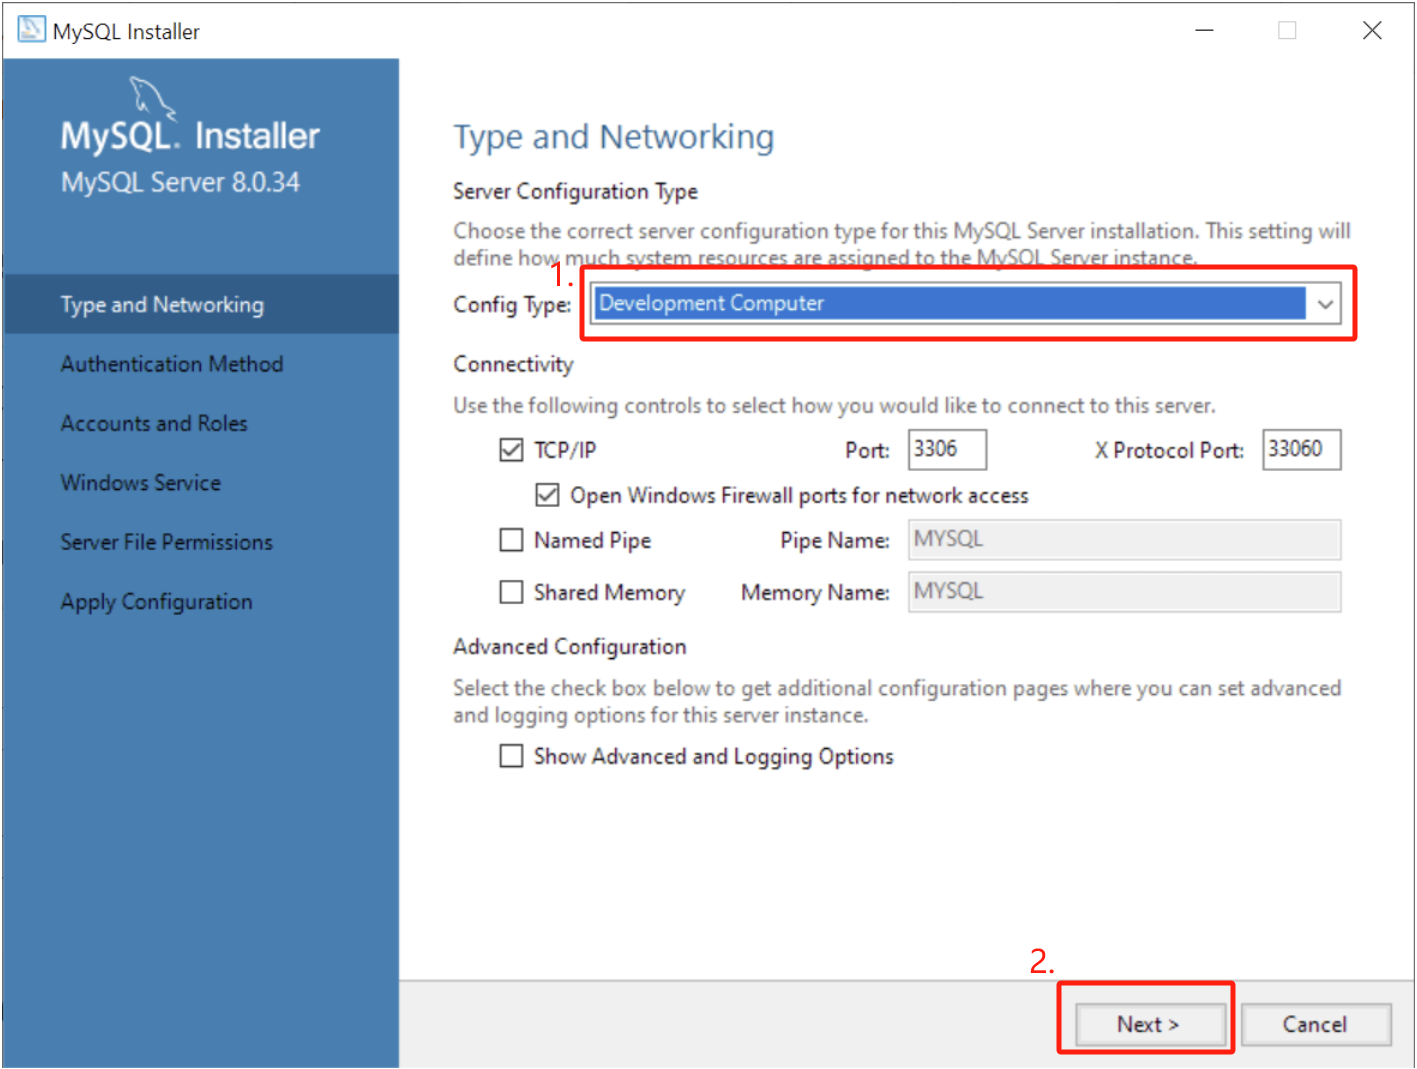 MySQL Installer
MySQL. Installer
MySQL Server 8.0.34
Type and Networking
Authentication Method
Accounts and Roles
Windows Service
Server File Permissions
Apply Configuration
Type and Networking
Server Configuration Type
Choose the correct server configuration type for this MySQL Server installation. This setting will
define how much system resources are assigned to the MySQL Server instance.
1.
Config Type: Development Computer
Connectivity
Use the following controls to select how you would like to connect to this server.
TCP/IP Port: 3306 X Protocol Port: 33060
Open Windows Firewall ports for network access
Named Pipe Pipe Name: MYSQL
Shared Memory Memory Name: MYSQL
Advanced Configuration
Select the check box below to get additional configuration pages where you can set advanced
and logging options for this server instance.
Show Advanced and Logging Options
2.
Next > Cancel